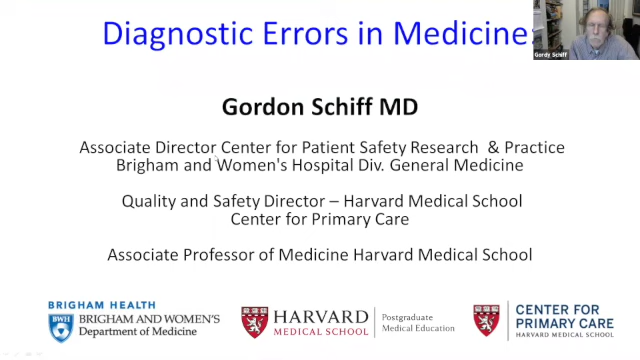 Diagnostic Errors in Medicine:
Gordy Schiff
Gordon Schiff MD
Associate Director Center for Patient Safety Research & Practice
Brigham and Women's Hospital Div. General Medicine
Quality and Safety Director – Harvard Medical School
Center for Primary Care
Associate Professor of Medicine Harvard Medical School
BRIGHAM HEALTH
BWH
BRIGHAM AND WOMEN'S
Department of Medicine
HARVARD
MEDICAL SCHOOL
Postgraduate
Medical Education
CENTER FOR
PRIMARY CARE
HARVARD MEDICAL SCHOOL